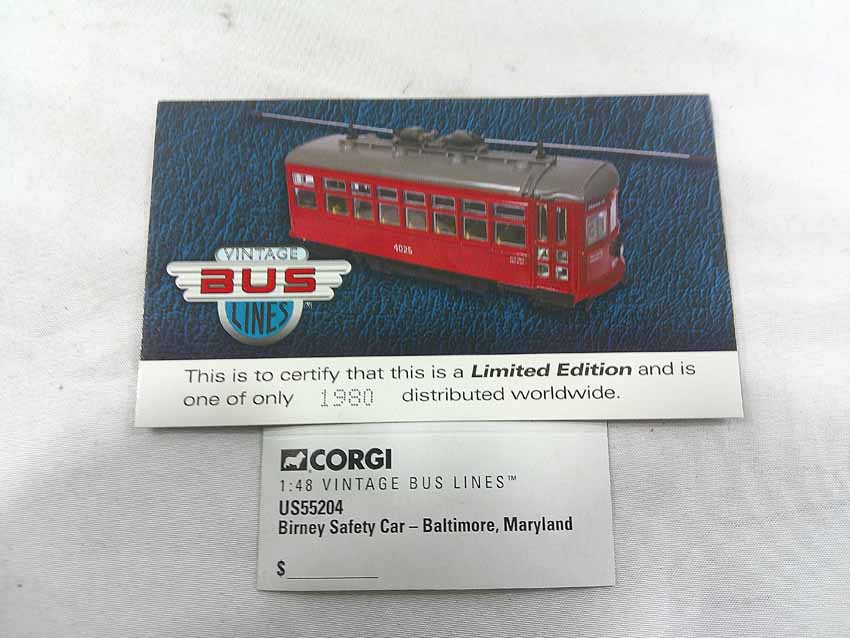 4025
VINTAGE
BUS
LINES™
This is to certify that this is a Limited Edition and is
one of only 1980 distributed worldwide.
CORGI
1:48 VINTAGE BUS LINES™
US55204
Birney Safety Car – Baltimore, Maryland
$